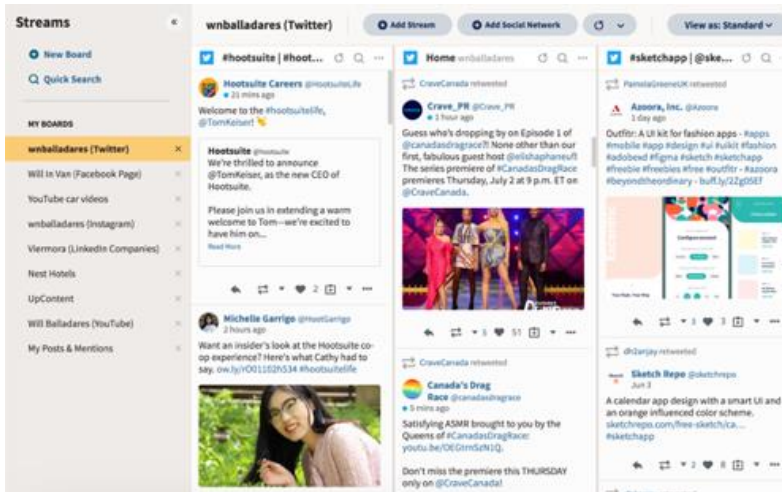 Streams
«
New Board
Quick Search
MY BOARDS
wnballadares (Twitter)
Will in Van (Facebook Page)
YouTube car videos
wnballadares (Instagram)
Viermora (LinkedIn Companies)
Nest Hotels
UpContent
Will Balladares (YouTube)
My Posts & Mentions
wnballadares (Twitter)
Add Stream
Add Social Network
View as: Standard
#hootsuite | #hoot...
Hootsuite Careers @HootsuiteLife
21 mins ago
Welcome to the #hootsuitelife,
@TomKeiser!
Hootsuite @hootsuite
We're thrilled to announce
@TomKeiser, as the new CEO of
Hootsuite.
Please join us in extending a warm
welcome to Tom—we're excited to
have him on...
Read More
2
Michelle Garrigo @HootGarrigo
2 hours ago
Want an insider's look at the Hootsuite co-
op experience? Here's what Cathy had to
say. #hootsuitelife
Home wnballadares
CraveCanada retweeted
Crave_PR @Crave_PR
1 hour ago
Guess who's dropping by on Episode 1 of
@canadasdragrace?! None other than our
first, fabulous guest host @elishaphaneuf!
The series premiere of #CanadasDragRace
premieres Thursday, July 2 at 9 p.m. ET on
@CraveCanada.
5 51
CraveCanada retweeted
Canada's Drag
Race @canadasdragrace
5 mins ago
Satisfying ASMR brought to you by the
Queens of #CanadasDragRace:
Don't miss the premiere this THURSDAY
only on @CraveCanada!
#sketchapp | @ske...
PamelaGreeneUK retweeted
Azoora, Inc. @Azoora
1 day ago
Outfitr: A UI kit for fashion apps - #apps
#mobile #app #design #ui #uikit #fashion
#adobexd #figma #sketch #sketchapp
#freebie #freebies #free #outfitr - #azoora
#beyondtheordinary - buff.ly/2Zg05Ef
Configure account
3 3
dh2anjay retweeted
Sketch Repo @sketchrepo
Jun 3
A calendar app design with a smart UI and
an orange influenced color scheme.
sketchrepo.com/free-sketch/ca...
#sketchapp
2 8